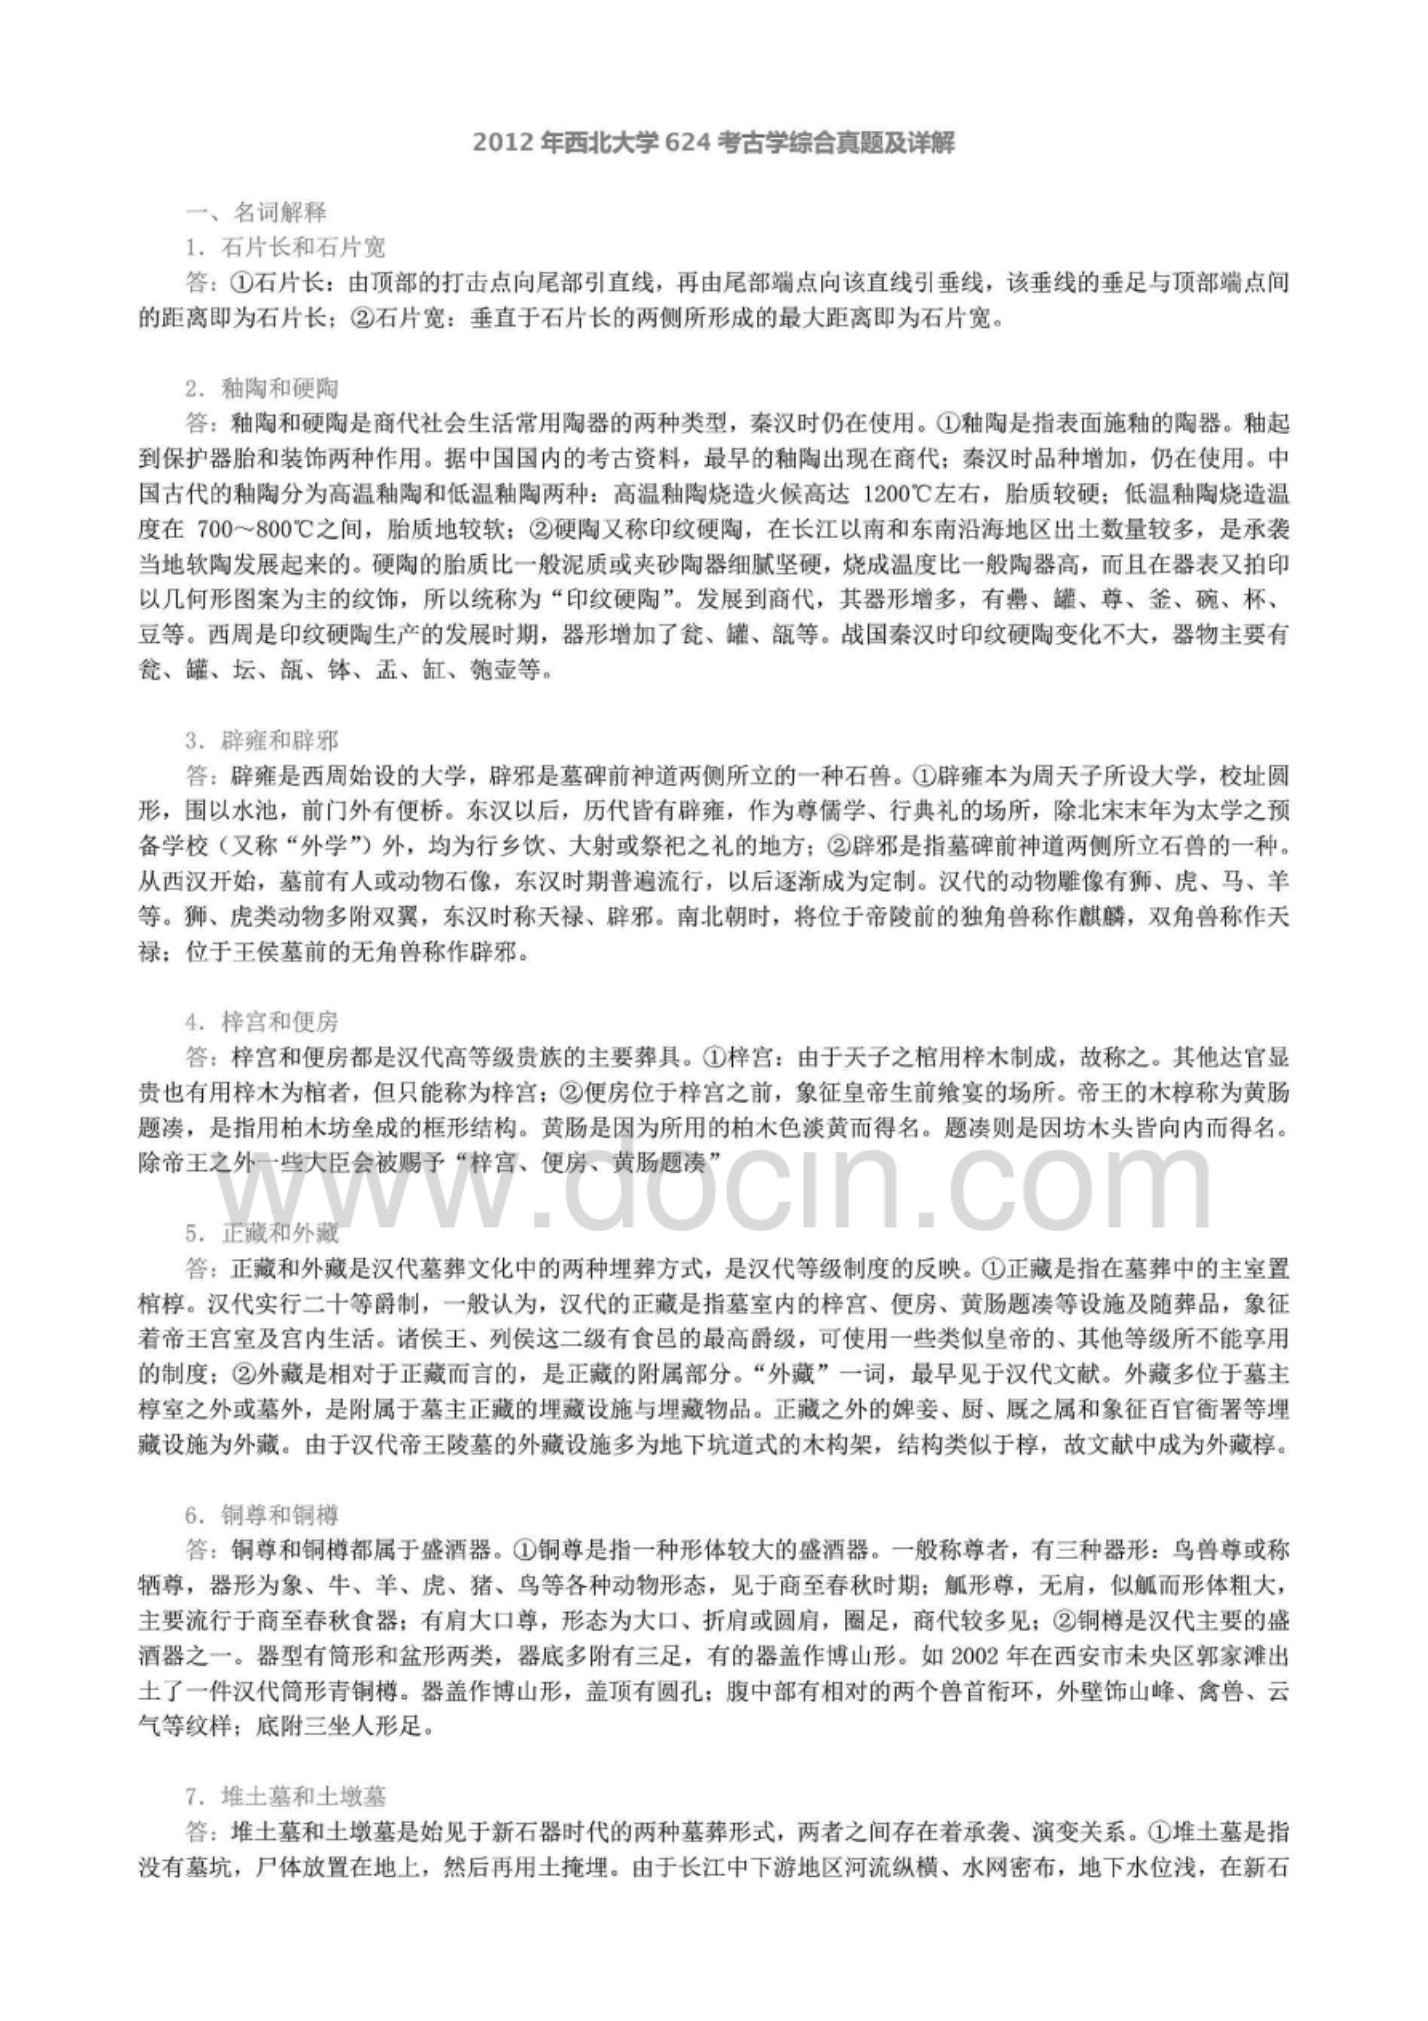 2012 年西北大学 624 考古学综合真题及详解
一、名词解释
1．石片长和石片宽
答：①石片长：由顶部的打击点向尾部引直线，再由尾部端点向该直线引垂线，该垂线的垂足与顶部端点间
的距离即为石片长；②石片宽：垂直于石片长的两侧所形成的最大距离即为石片宽。
2．釉陶和硬陶
答：釉陶和硬陶是商代社会生活常用陶器的两种类型，秦汉时仍在使用。①釉陶是指表面施釉的陶器。釉起
到保护器胎和装饰两种作用。据中国国内的考古资料，最早的釉陶出现在商代；秦汉时品种增加，仍在使用。中
国古代的釉陶分为高温釉陶和低温釉陶两种：高温釉陶烧造火候高达 1200℃左右，胎质较硬；低温釉陶烧造温
度在 700～800℃之间，胎质地较软；②硬陶又称印纹硬陶，在长江以南和东南沿海地区出土数量较多，是承袭
当地软陶发展起来的。硬陶的胎质比一般泥质或夹砂陶器细腻坚硬，烧成温度比一般陶器高，而且在器表又拍印
以几何形图案为主的纹饰，所以统称为“印纹硬陶”。发展到商代，其器形增多，有罍、罐、尊、釜、碗、杯、
豆等。西周是印纹硬陶生产的发展时期，器形增加了瓮、罐、瓿等。战国秦汉时印纹硬陶变化不大，器物主要有
瓮、罐、坛、瓿、钵、盂、缸、匏壶等。
3．辟雍和辟邪
答：辟雍是西周始设的大学，辟邪是墓碑前神道两侧所立的一种石兽。①辟雍本为周天子所设大学，校址圆
形，围以水池，前门外有便桥。东汉以后，历代皆有辟雍，作为尊儒学、行典礼的场所，除北宋末年为太学之预
备学校（又称“外学”）外，均为行乡饮、大射或祭祀之礼的地方；②辟邪是指墓碑前神道两侧所立石兽的一种。
从西汉开始，墓前有人或动物石像，东汉时期普遍流行，以后逐渐成为定制。汉代的动物雕像有狮、虎、马、羊
等。狮、虎类动物多附双翼，东汉时称天禄、辟邪。南北朝时，将位于帝陵前的独角兽称作麒麟，双角兽称作天
禄；位于王侯墓前的无角兽称作辟邪。
4．梓宫和便房
答：梓宫和便房都是汉代高等级贵族的主要葬具。①梓宫：由于天子之棺用梓木制成，故称之。其他达官显
贵也有用梓木为棺者，但只能称为梓宫；②便房位于梓宫之前，象征皇帝生前飨宴的场所。帝王的木椁称为黄肠
题凑，是指用柏木坊垒成的框形结构。黄肠是因为所用的柏木色淡黄而得名。题凑则是因坊木头皆向内而得名。
除帝王之外一些大臣会被赐予“梓宫、便房、黄肠题凑”
www.docin.com
5．正藏和外藏
答：正藏和外藏是汉代墓葬文化中的两种埋葬方式，是汉代等级制度的反映。①正藏是指在墓葬中的主室置
棺椁。汉代实行二十等爵制，一般认为，汉代的正藏是指墓室内的梓宫、便房、黄肠题凑等设施及随葬品，象征
着帝王宫室及宫内生活。诸侯王、列侯这二级有食邑的最高爵级，可使用一些类似皇帝的、其他等级所不能享用
的制度；②外藏是相对于正藏而言的，是正藏的附属部分。“外藏”一词，最早见于汉代文献。外藏多位于墓主
椁室之外或墓外，是附属于墓主正藏的埋藏设施与埋藏物品。正藏之外的婢妾、厨、厩之属和象征百官衙署等埋
藏设施为外藏。由于汉代帝王陵墓的外藏设施多为地下坑道式的木构架，结构类似于椁，故文献中成为外藏椁。
6．铜尊和铜樽
答：铜尊和铜樽都属于盛酒器。①铜尊是指一种形体较大的盛酒器。一般称尊者，有三种器形：鸟兽尊或称
牺尊，器形为象、牛、羊、虎、猪、鸟等各种动物形态，见于商至春秋时期；觚形尊，无肩，似觚而形体粗大，
主要流行于商至春秋食器；有肩大口尊，形态为大口、折肩或圆肩，圈足，商代较多见；②铜樽是汉代主要的盛
酒器之一。器型有筒形和盆形两类，器底多附有三足，有的器盖作博山形。如 2002 年在西安市未央区郭家滩出
土了一件汉代筒形青铜樽。器盖作博山形，盖顶有圆孔；腹中部有相对的两个兽首衔环，外壁饰山峰、禽兽、云
气等纹样；底附三坐人形足。
7．堆土墓和土墩墓
答：堆土墓和土墩墓是始见于新石器时代的两种墓葬形式，两者之间存在着承袭、演变关系。①堆土墓是指
没有墓坑，尸体放置在地上，然后再用土掩埋。由于长江中下游地区河流纵横、水网密布，地下水位浅，在新石